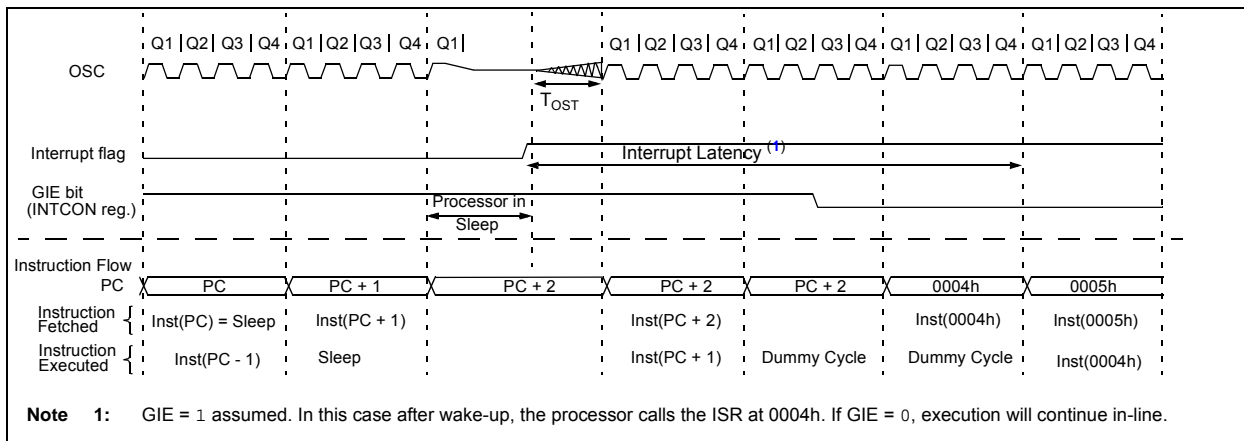 Q1 Q2 Q3 Q4 Q1 Q2 Q3 Q4 Q1 Q1 Q2 Q3 Q4 Q1 Q2 Q3 Q4 Q1 Q2 Q3 Q4 Q1 Q2 Q3 Q4
OSC
TOST
Interrupt flag
Interrupt Latency (1)
GIE bit
(INTCON reg.)
Processor in
Sleep
Instruction Flow
PC PC PC + 1 PC + 2 PC + 2 PC + 2 0004h 0005h
Instruction
Fetched { Inst(PC) = Sleep Inst(PC + 1) Inst(PC + 2) Inst(0004h) Inst(0005h)
Instruction
Executed { Inst(PC - 1) Sleep Inst(PC + 1) Dummy Cycle Dummy Cycle Inst(0004h)
Note 1: GIE = 1 assumed. In this case after wake-up, the processor calls the ISR at 0004h. If GIE = 0, execution will continue in-line.